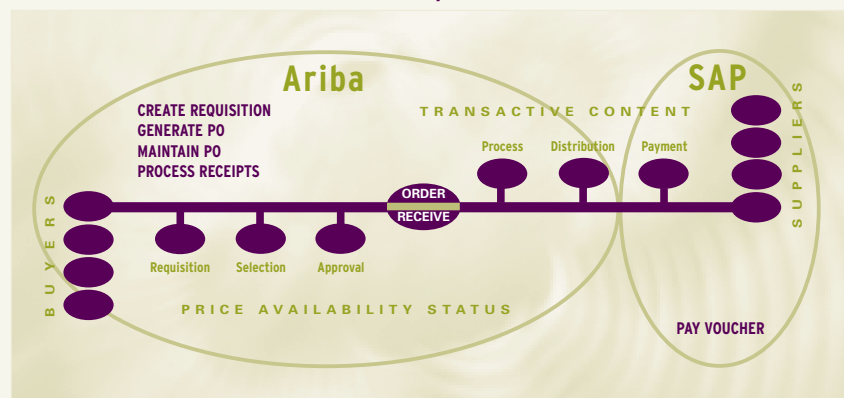 Ariba
SAP
CREATE REQUISITION
GENERATE PO
MAINTAIN PO
PROCESS RECEIPTS
TRANSACTIVE CONTENT
Process
Distribution
Payment
BUYERS
ORDER
RECEIVE
SUPPLIERS
Requisition
Selection
Approval
PRICE AVAILABILITY STATUS
PAY VOUCHER